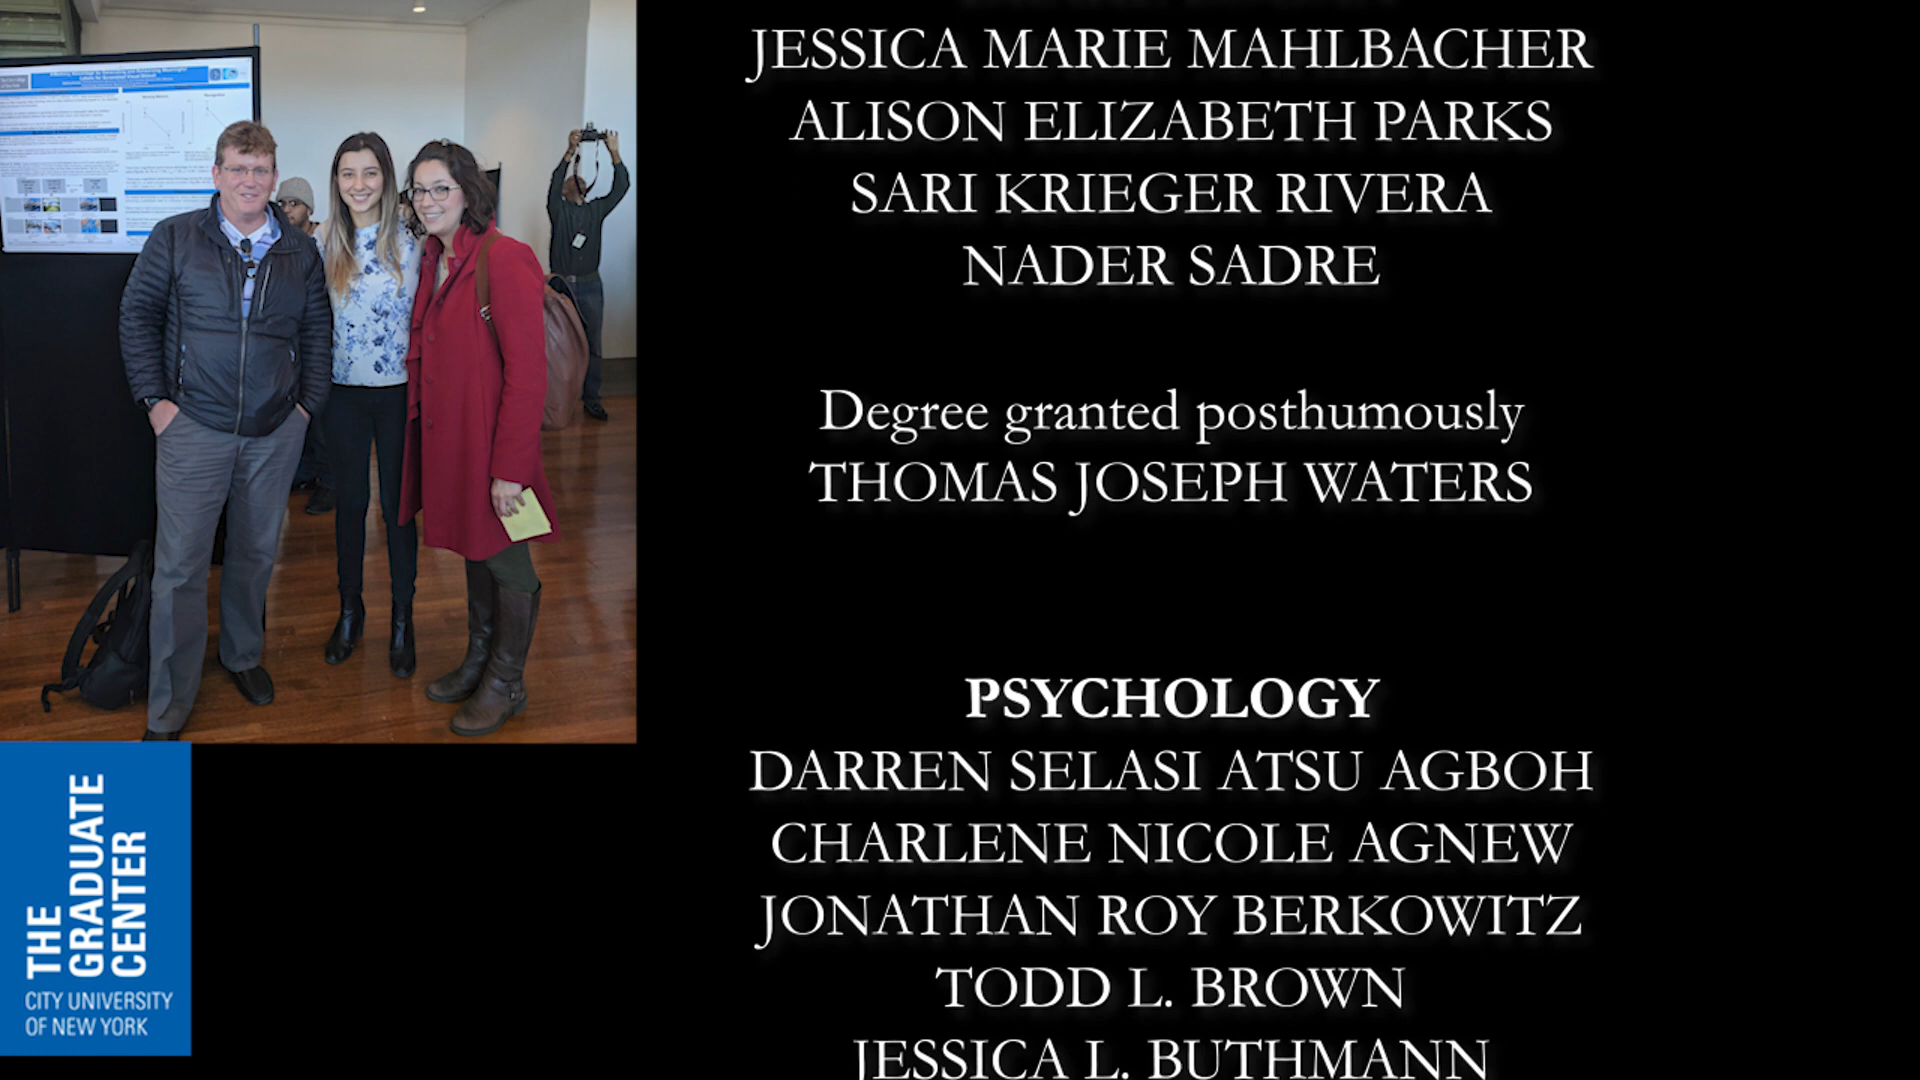 JESSICA MARIE MAHLBACHER
ALISON ELIZABETH PARKS
SARI KRIEGER RIVERA
NADER SADRE
Degree granted posthumously
THOMAS JOSEPH WATERS
PSYCHOLOGY
DARREN SELASI ATSU AGBOH
CHARLENE NICOLE AGNEW
JONATHAN ROY BERKOWITZ
TODD L. BROWN
JESSICA L. BUTHMANN
THE
GRADUATE
CENTER
CITY UNIVERSITY
OF NEW YORK